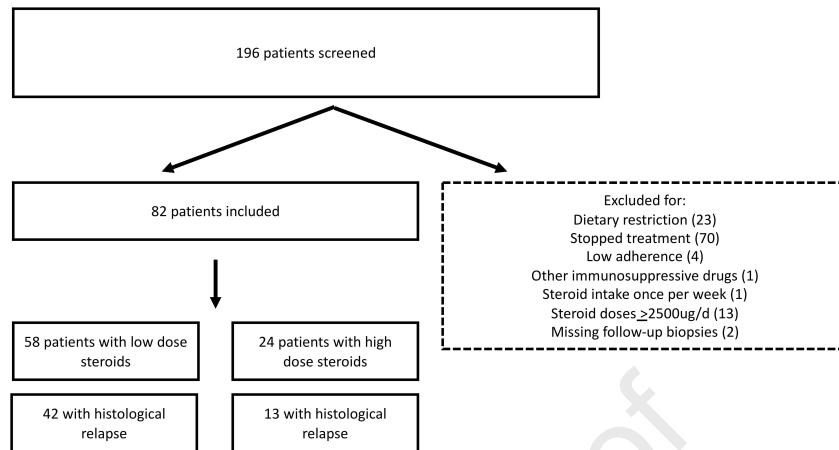 196 patients screened
82 patients included
Excluded for:
Dietary restriction (23)
Stopped treatment (70)
Low adherence (4)
Other immunosuppressive drugs (1)
Steroid intake once per week (1)
Steroid doses ≥2500ug/d (13)
Missing follow-up biopsies (2)
58 patients with low dose
steroids
24 patients with high
dose steroids
42 with histological
relapse
13 with histological
relapse
of